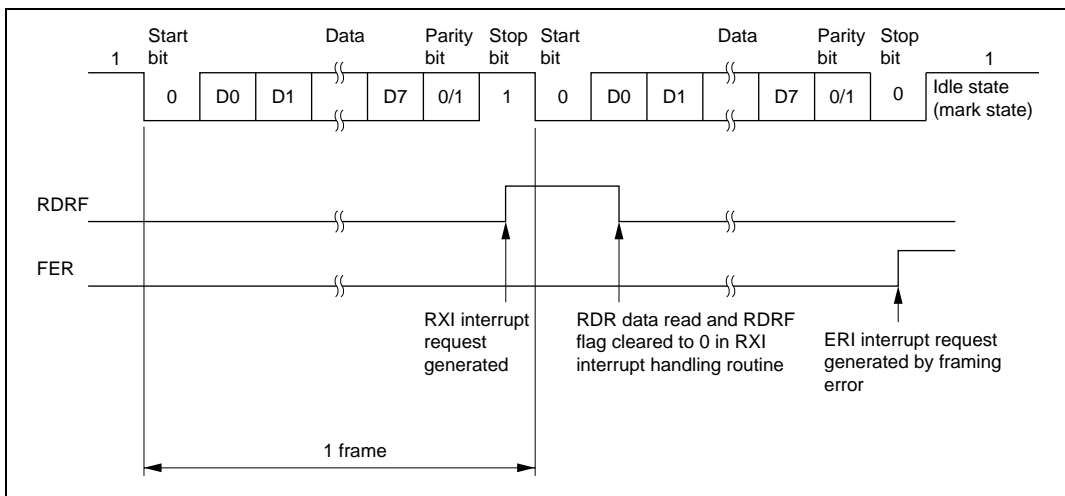 Start bit
Data
Parity bit
Stop bit
Start bit
Data
Parity bit
Stop bit
1
1
0
D0
D1
D7
0/1
1
0
D0
D1
D7
0/1
0
Idle state
(mark state)
RDRF
FER
RXI interrupt
request
generated
RDR data read and RDRF
flag cleared to 0 in RXI
interrupt handling routine
ERI interrupt request
generated by framing
error
1 frame